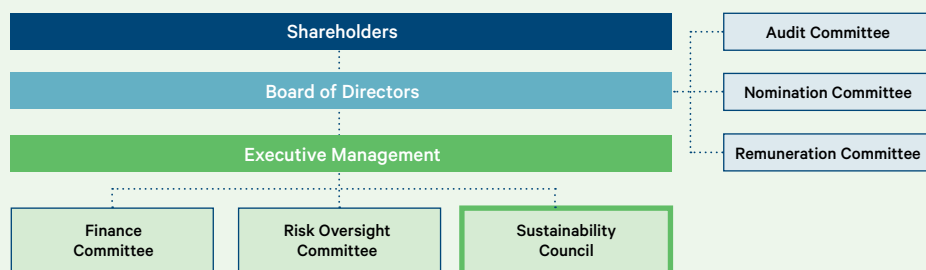 Shareholders
Board of Directors
Executive Management
Finance
Committee
Risk Oversight
Committee
Sustainability
Council
Audit Committee
Nomination Committee
Remuneration Committee